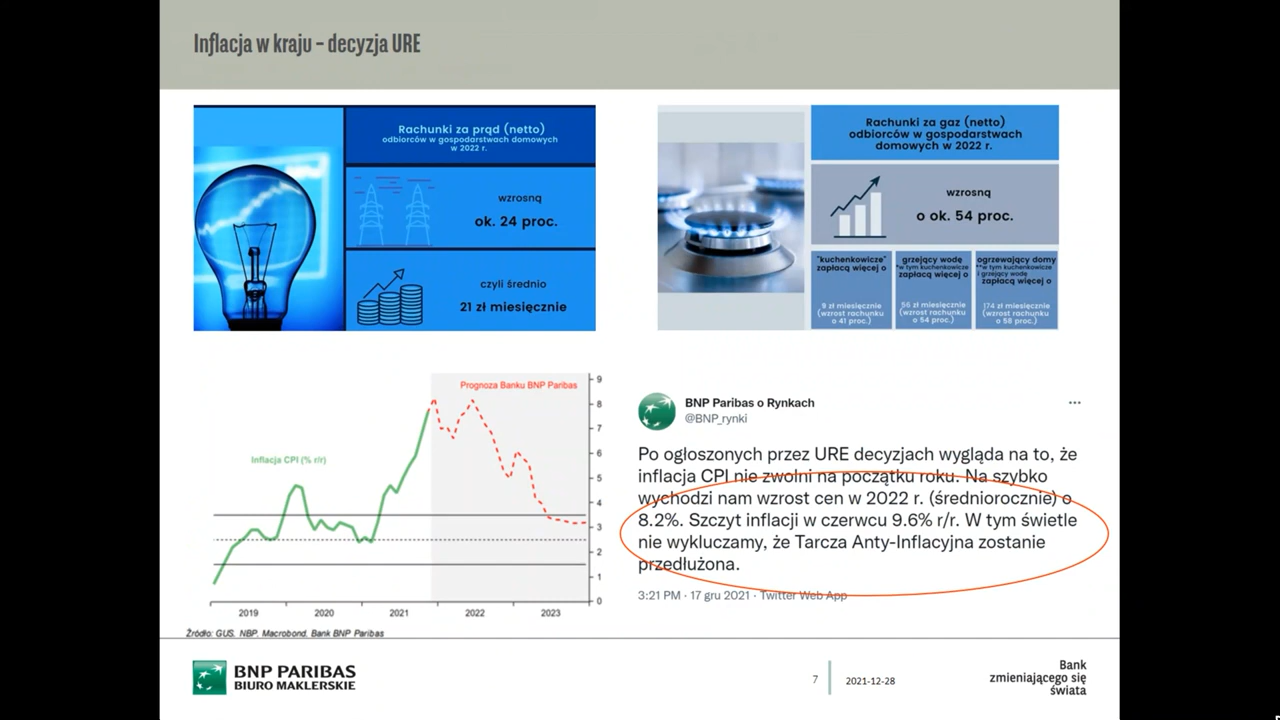 Inflacja w kraju – decyzja URE
Rachunki za prąd (netto)
odbiorców w gospodarstwach domowych
w 2022 r.
wzrosną
ok. 24 proc.
czyli średnio
21 zł miesięcznie
Rachunki za gaz (netto)
odbiorców w gospodarstwach
domowych w 2022 r.
wzrosną
o ok. 54 proc.
"kuchenkowicze"
zapłacą więcej o
9 zł miesięcznie
(wzrost rachunku
o 41 proc.)
grzejący wodę
*w tym kuchenkowicze
zapłacą więcej o
56 zł miesięcznie
(wzrost rachunku
o 54 proc.)
ogrzewający domy
**w tym kuchenkowicze
i grzejący wodę
zapłacą więcej o
174 zł miesięcznie
(wzrost rachunku
o 58 proc.)
Prognoza Banku BNP Paribas
Inflacja CPI (% r/r)
9
8
7
6
5
4
3
2
1
0
2019 2020 2021 2022 2023
Źródło: GUS, NBP, Macrobond, Bank BNP Paribas
BNP Paribas o Rynkach
@BNP_rynki
...
Po ogłoszonych przez URE decyzjach wygląda na to, że
inflacja CPI nie zwolni na początku roku. Na szybko
wychodzi nam wzrost cen w 2022 r. (średniorocznie) o
8.2%. Szczyt inflacji w czerwcu 9.6% r/r. W tym świetle
nie wykluczamy, że Tarcza Anty-Inflacyjna zostanie
przedłużona.
3:21 PM · 17 gru 2021 · Twitter Web App
BNP PARIBAS
BIURO MAKLERSKIE
7
2021-12-28
Bank
zmieniającego się
świata